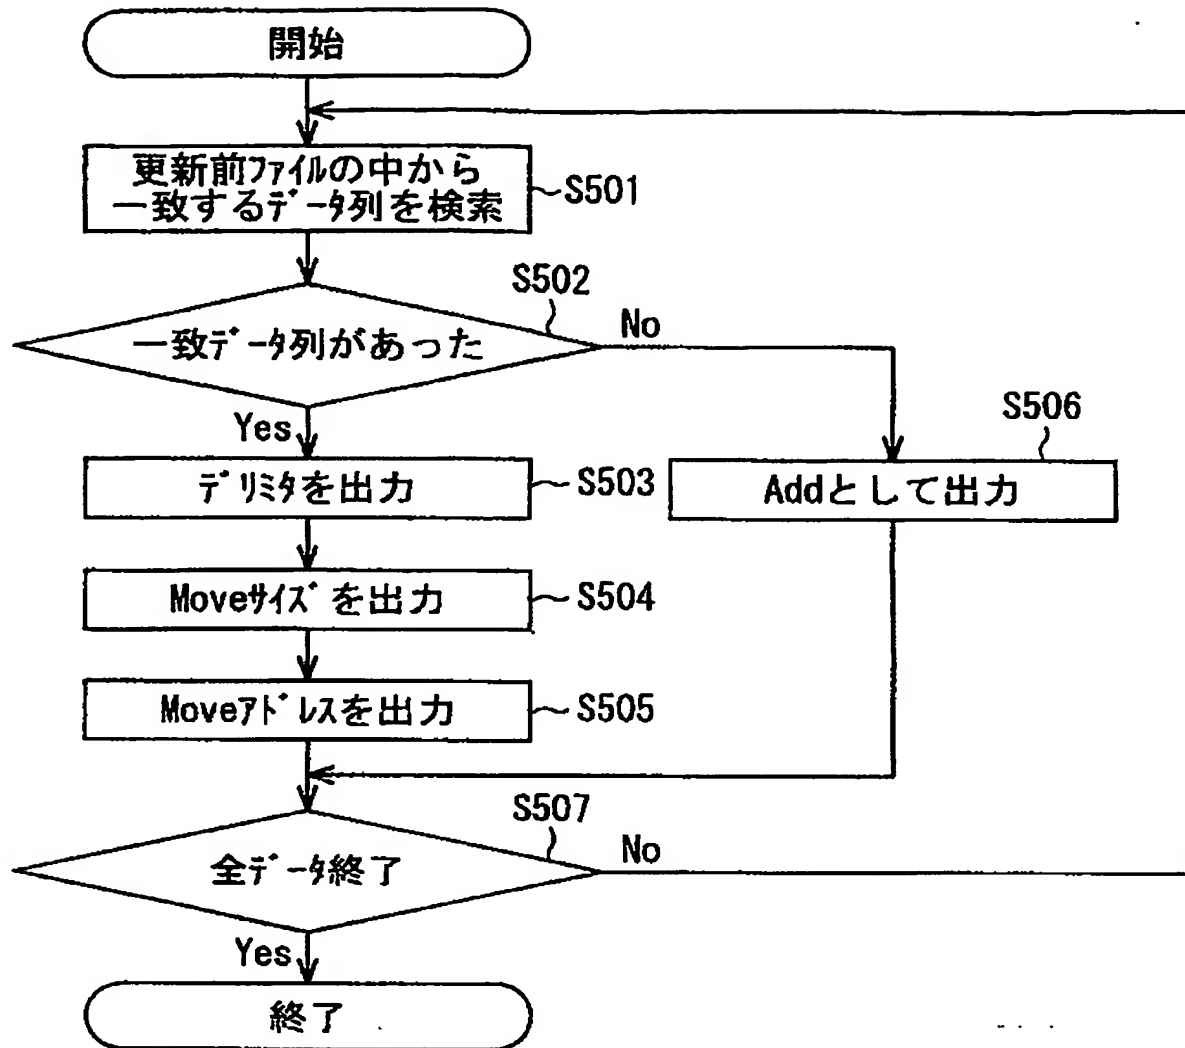 開始
更新前ファイルの中から
一致するデータ列を検索
S501
S502
一致データ列があった
No
Yes
S506
デリミタを出力
S503
Addとして出力
Moveサイズを出力
S504
Moveアドレスを出力
S505
S507
全データ終了
No
Yes
終了